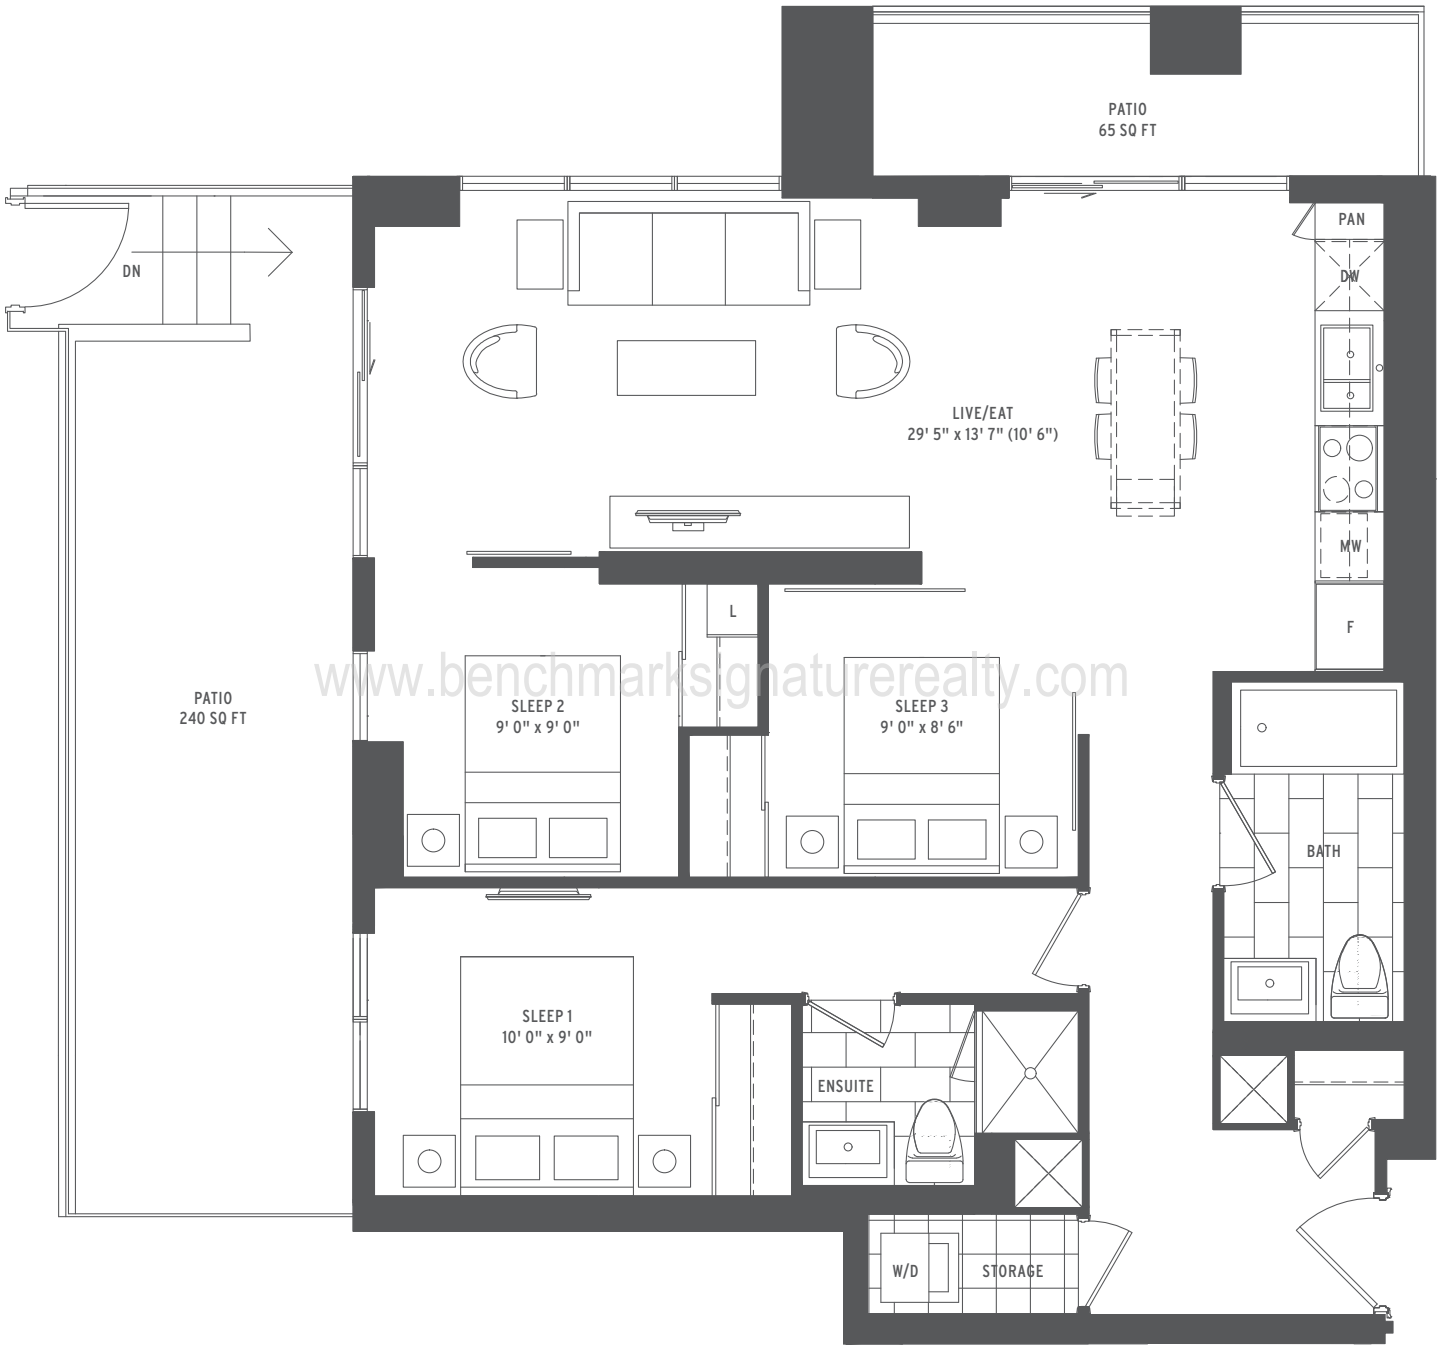 PATIO
65 SQ FT
PAN
DN
DW
LIVE/EAT
29' 5" x 13' 7" (10' 6")
MW
L
F
www.benchmarksignaturerealty.com
PATIO
240 SQ FT
SLEEP 2
9' 0" x 9' 0"
SLEEP 3
9' 0" x 8' 6"
BATH
SLEEP 1
10' 0" x 9' 0"
ENSUITE
W/D
STORAGE